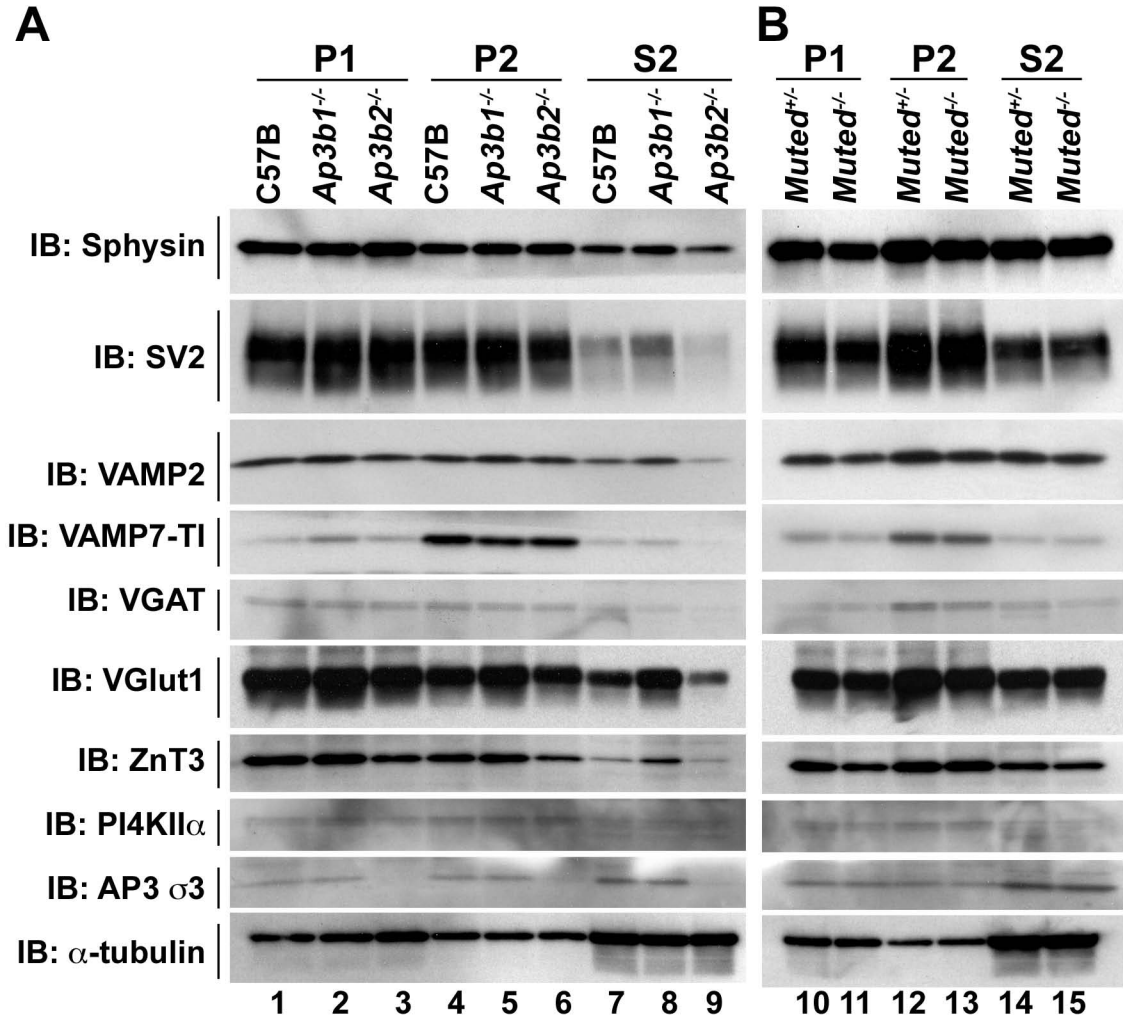 A
B
P1 P2 S2
P1 P2 S2
C57B Ap3b1-/- Ap3b2-/- C57B Ap3b1-/- Ap3b2-/- C57B Ap3b1-/- Ap3b2-/-
Muted+/- Muted-/- Muted+/- Muted-/- Muted+/- Muted-/-
IB: Sphysin
IB: SV2
IB: VAMP2
IB: VAMP7-TI
IB: VGAT
IB: VGlut1
IB: ZnT3
IB: PI4KIIα
IB: AP3 σ3
IB: α-tubulin
1 2 3 4 5 6 7 8 9
10 11 12 13 14 15